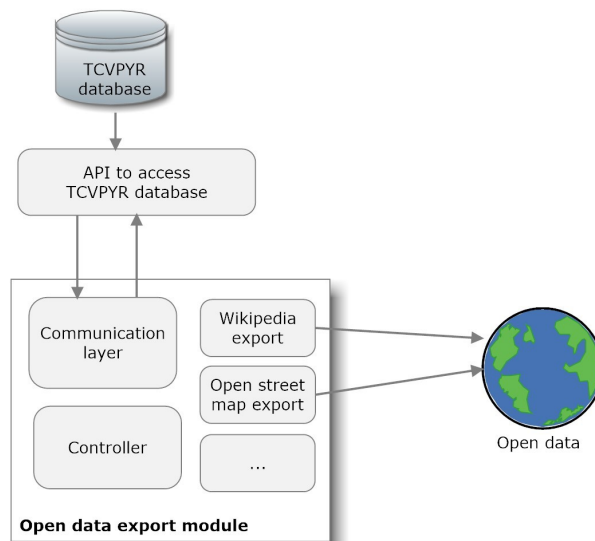 TCVPYR
database
API to access
TCVPYR database
Communication
layer
Wikipedia
export
Open street
map export
Controller
...
Open data export module
Open data